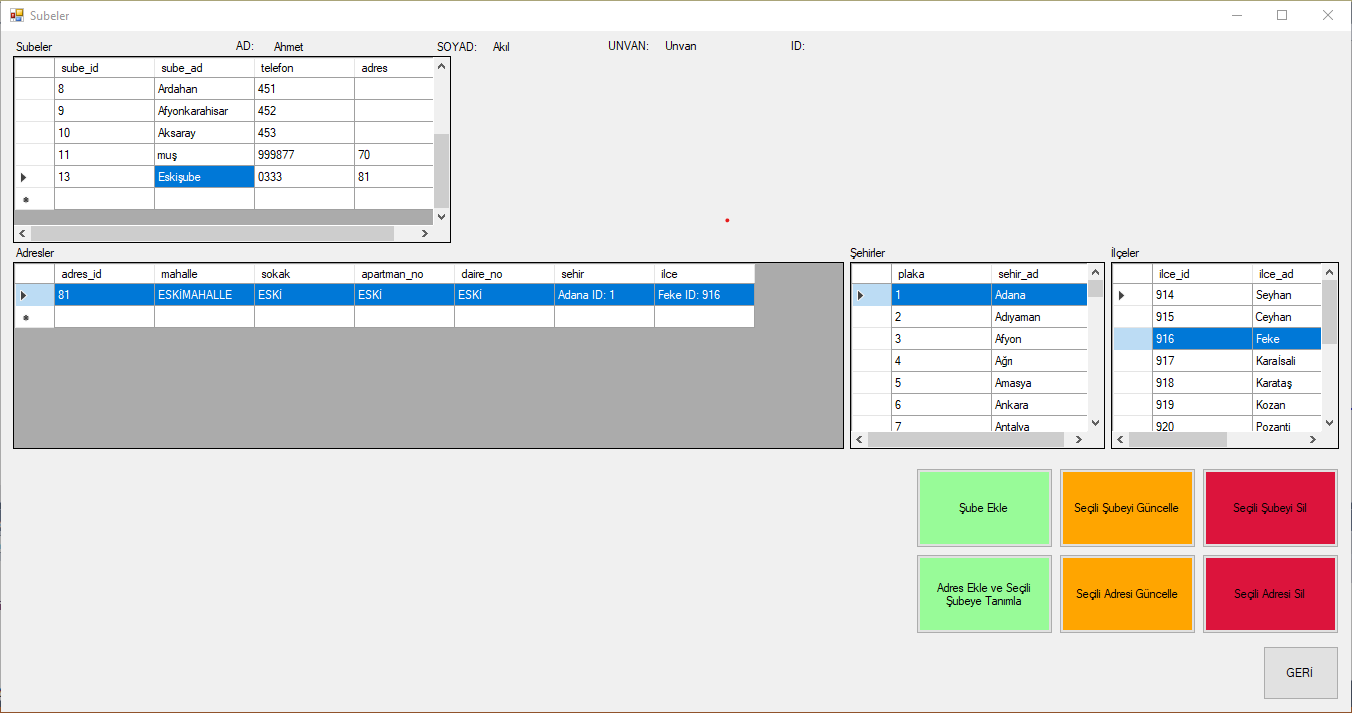 Subeler
Subeler AD: Ahmet SOYAD: Akıl UNVAN: Unvan ID:
sube_id sube_ad telefon adres
8 Ardahan 451
9 Afyonkarahisar 452
10 Aksaray 453
11 muş 999877 70
13 Eskişube 0333 81
Adresler
adres_id mahalle sokak apartman_no daire_no sehir ilce
81 ESKİMAHALLE ESKİ ESKİ ESKİ Adana ID: 1 Feke ID: 916
Şehirler
plaka sehir_ad
1 Adana
2 Adıyaman
3 Afyon
4 Ağrı
5 Amasya
6 Ankara
7 Antalya
İlçeler
ilce_id ilce_ad
914 Seyhan
915 Ceyhan
916 Feke
917 Karaİsali
918 Karataş
919 Kozan
920 Pozanti
Şube Ekle
Seçili Şubeyi Güncelle
Seçili Şubeyi Sil
Adres Ekle ve Seçili
Şubeye Tanımla
Seçili Adresi Güncelle
Seçili Adresi Sil
GERİ